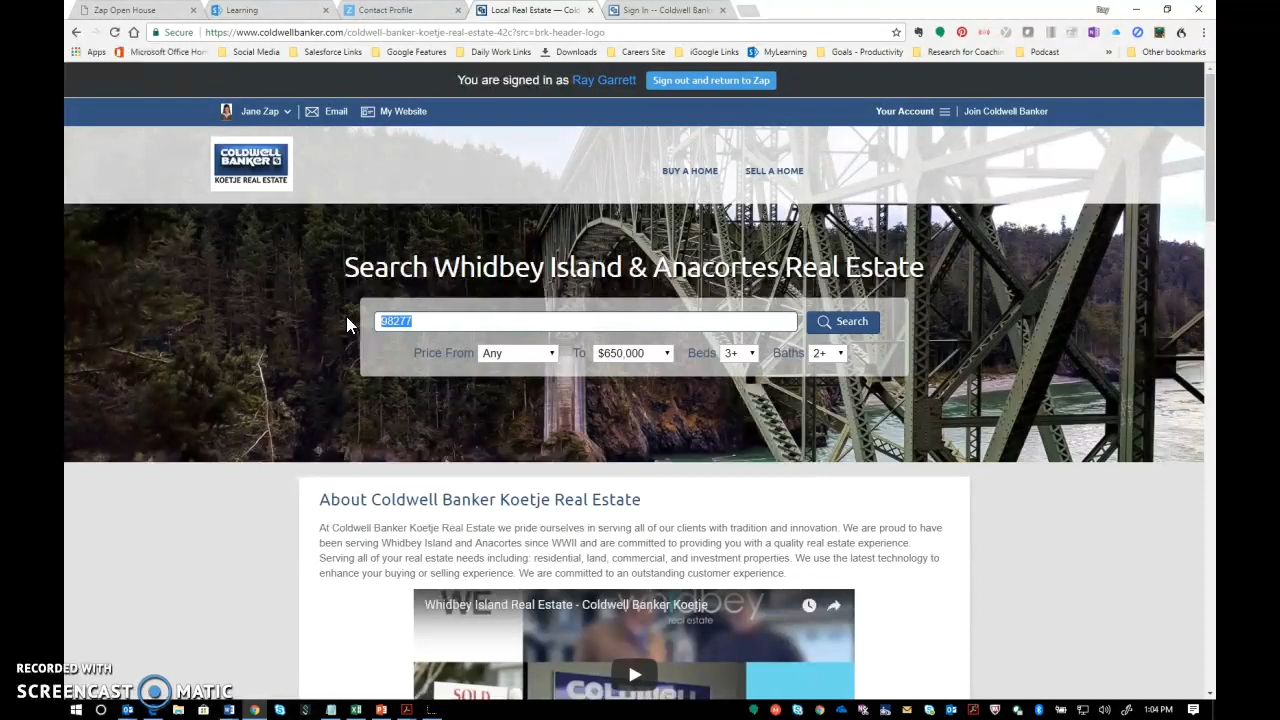 Zap Open House
Learning
Contact Profile
Local Real Estate — Cold
Sign In -- Coldwell Bank
Ray
Secure
https://www.coldwellbanker.com/coldwell-banker-koetje-real-estate-42c?src=brk-header-logo
Apps
Microsoft Office Hom
Social Media
Salesforce Links
Google Features
Daily Work Links
Downloads
Careers Site
iGoogle Links
MyLearning
Goals - Productivity
Research for Coachin
Podcast
»
Other bookmarks
You are signed in as Ray Garrett
Sign out and return to Zap
Jane Zap
Email
My Website
Your Account
Join Coldwell Banker
COLDWELL
BANKER
KOETJE REAL ESTATE
BUY A HOME
SELL A HOME
Search Whidbey Island & Anacortes Real Estate
98277
Search
Price From Any To $650,000 Beds 3+ Baths 2+
About Coldwell Banker Koetje Real Estate
At Coldwell Banker Koetje Real Estate we pride ourselves in serving all of our clients with tradition and innovation. We are proud to have
been serving Whidbey Island and Anacortes since WWII and are committed to providing you with a quality real estate experience.
Serving all of your real estate needs including: residential, land, commercial, and investment properties. We use the latest technology to
enhance your buying or selling experience. We are committed to an outstanding customer experience.
Whidbey Island Real Estate - Coldwell Banker Koetje
WE
whidbey
real estate
SOLD
COLDWELL
RECORDED WITH
SCREENCAST MATIC
1:04 PM